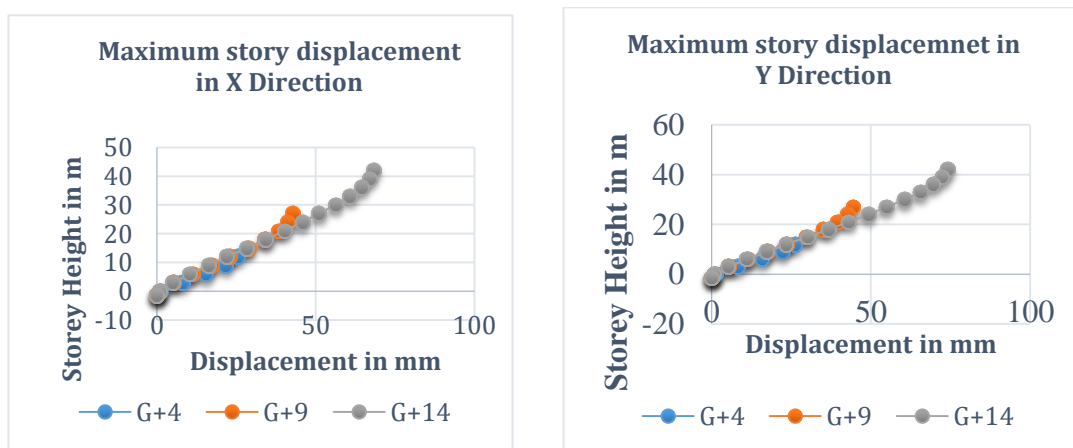 Maximum story displacement
in X Direction
Storey Height in m
50
40
30
20
10
0
-10
0
50
100
Displacement in mm
G+4
G+9
G+14
Maximum story displacemnet in
Y Direction
Storey Height in m
60
40
20
0
-20
0
50
100
Displacement in mm
G+4
G+9
G+14